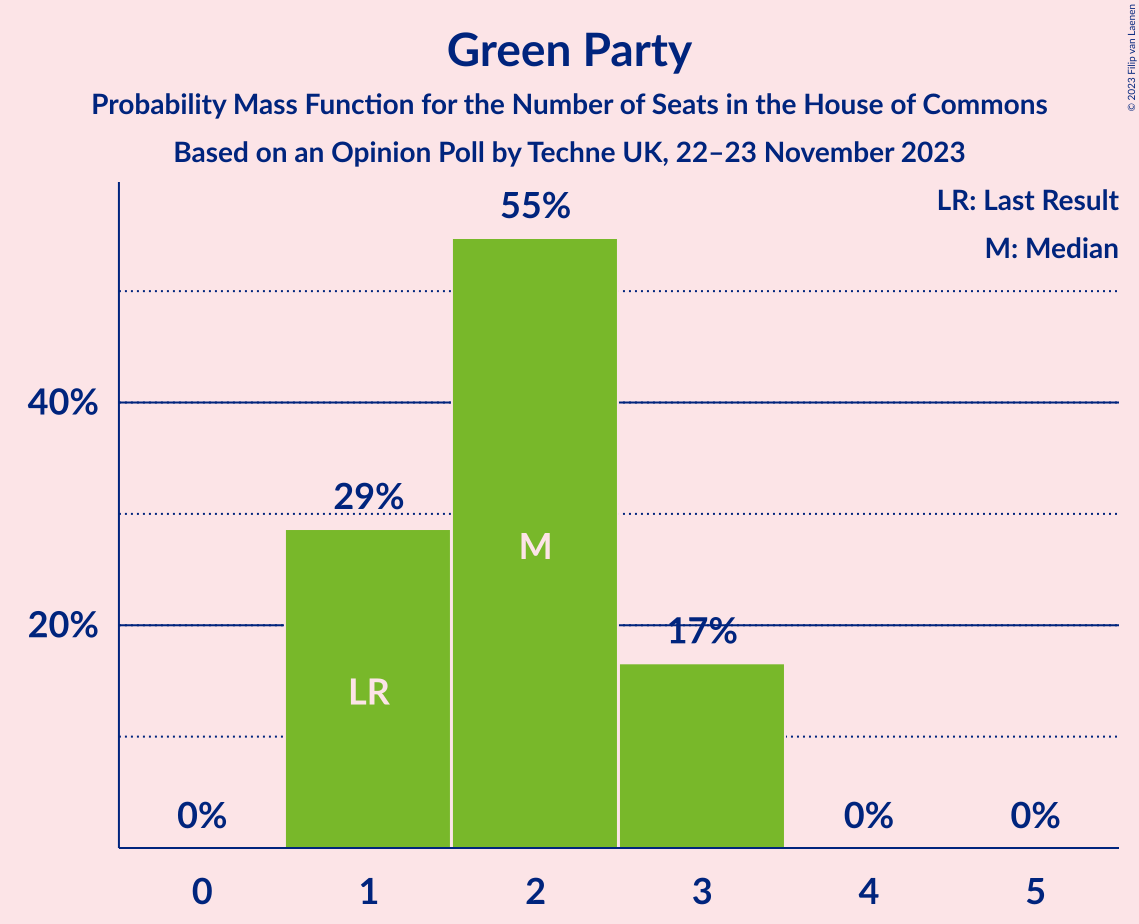 Green Party
Probability Mass Function for the Number of Seats in the House of Commons
Based on an Opinion Poll by Techne UK, 22–23 November 2023
© 2023 Filip van Laenen
LR: Last Result
M: Median
55%
40%
29%
M
20%
17%
LR
0%
0%
0%
0
1
2
3
4
5